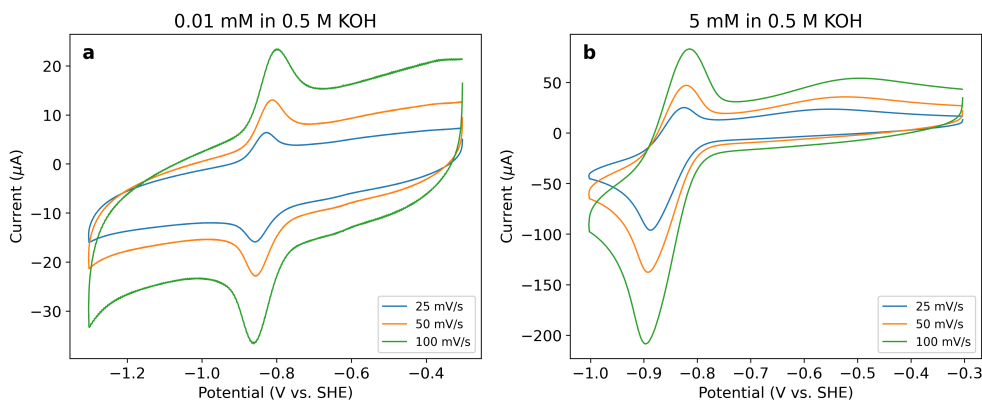 0.01 mM in 0.5 M KOH
a
Current (μA)
20
10
0
−10
−20
−30
−1.2
−1.0
−0.8
−0.6
−0.4
Potential (V vs. SHE)
25 mV/s
50 mV/s
100 mV/s
5 mM in 0.5 M KOH
b
Current (μA)
50
0
−50
−100
−150
−200
−1.0
−0.9
−0.8
−0.7
−0.6
−0.5
−0.4
−0.3
Potential (V vs. SHE)
25 mV/s
50 mV/s
100 mV/s